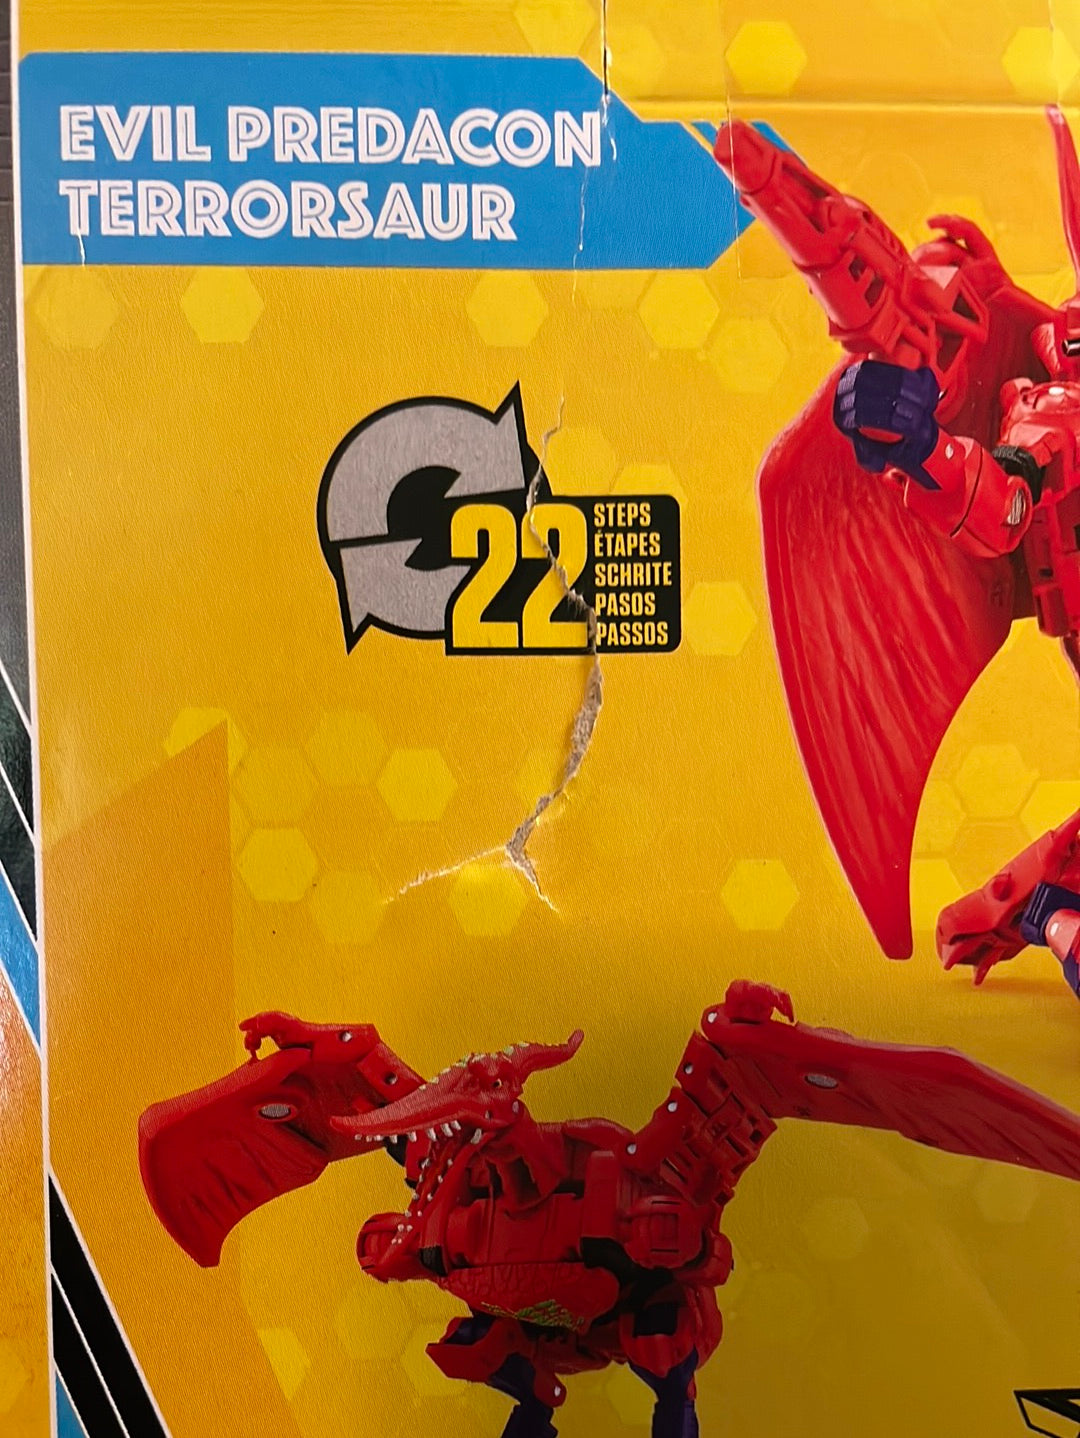 EVIL PREDACON
TERRORSAUR
22
STEPS
ÉTAPES
SCHRITE
PASOS
PASSOS